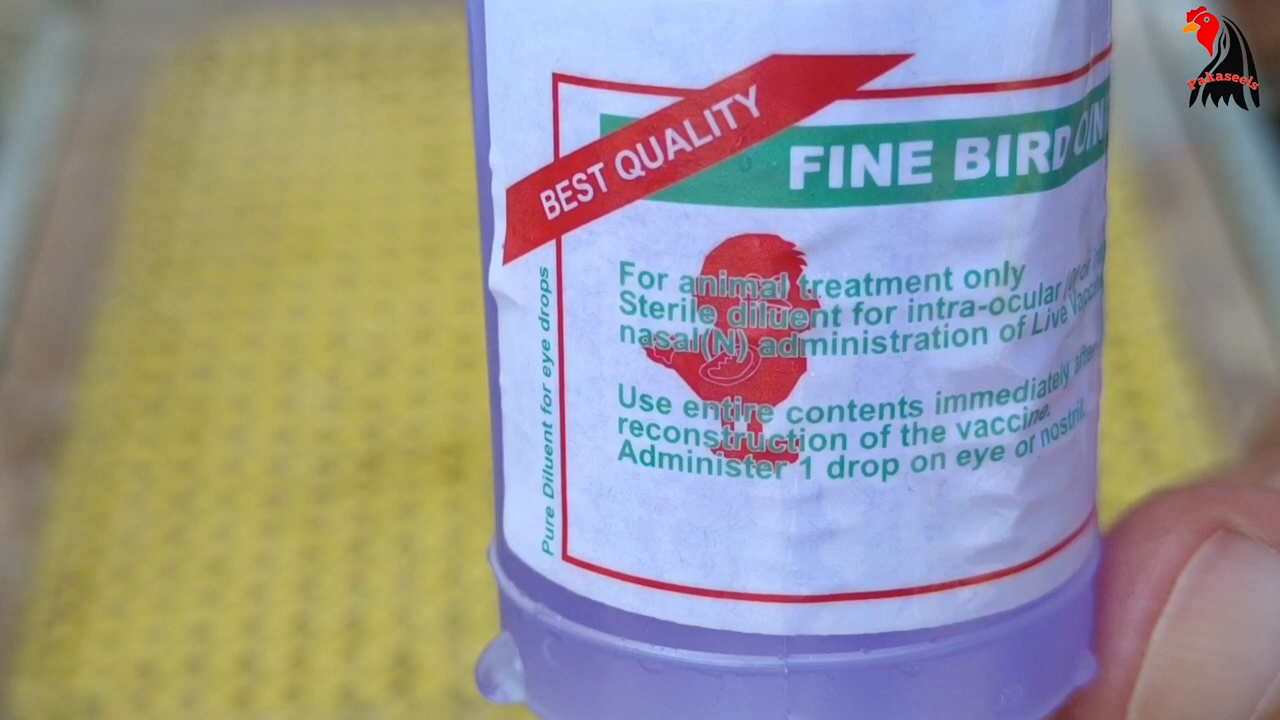 Pakaseels
BEST QUALITY
FINE BIRD
For animal treatment only
Sterile diluent for intra-ocular
nasal(N) administration of Live
Use entire contents immediately after
reconstruction of the vaccine.
Administer 1 drop on eye or nostril.
Pure Diluent for eye drops